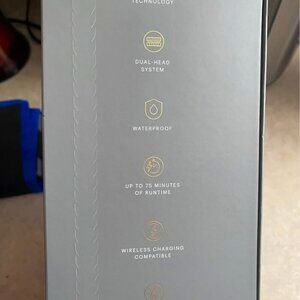 TECHNOLOGY
DUAL-HEAD
SYSTEM
WATERPROOF
UP TO 75 MINUTES
OF RUNTIME
WIRELESS CHARGING
COMPATIBLE